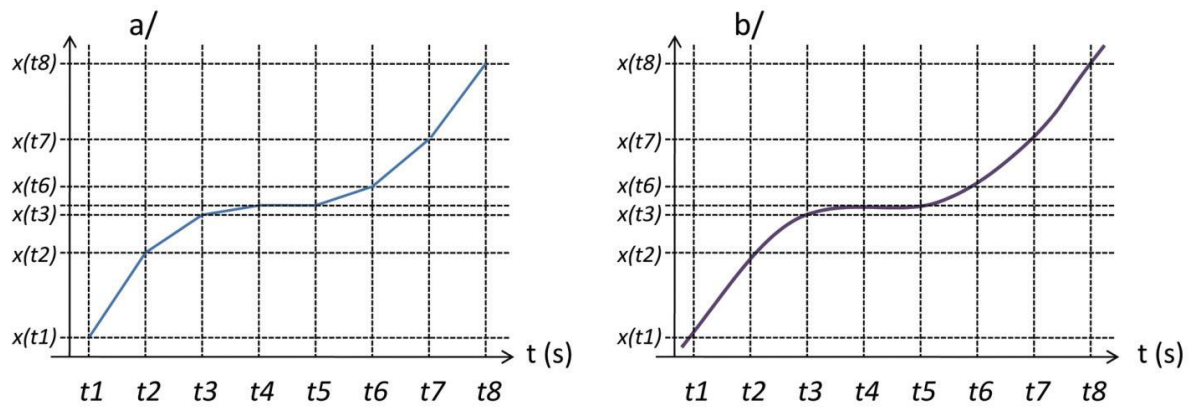 a/
x(t8)
x(t7)
x(t6)
x(t3)
x(t2)
x(t1)
t (s)
t1 t2 t3 t4 t5 t6 t7 t8
b/
x(t8)
x(t7)
x(t6)
x(t3)
x(t2)
x(t1)
t (s)
t1 t2 t3 t4 t5 t6 t7 t8